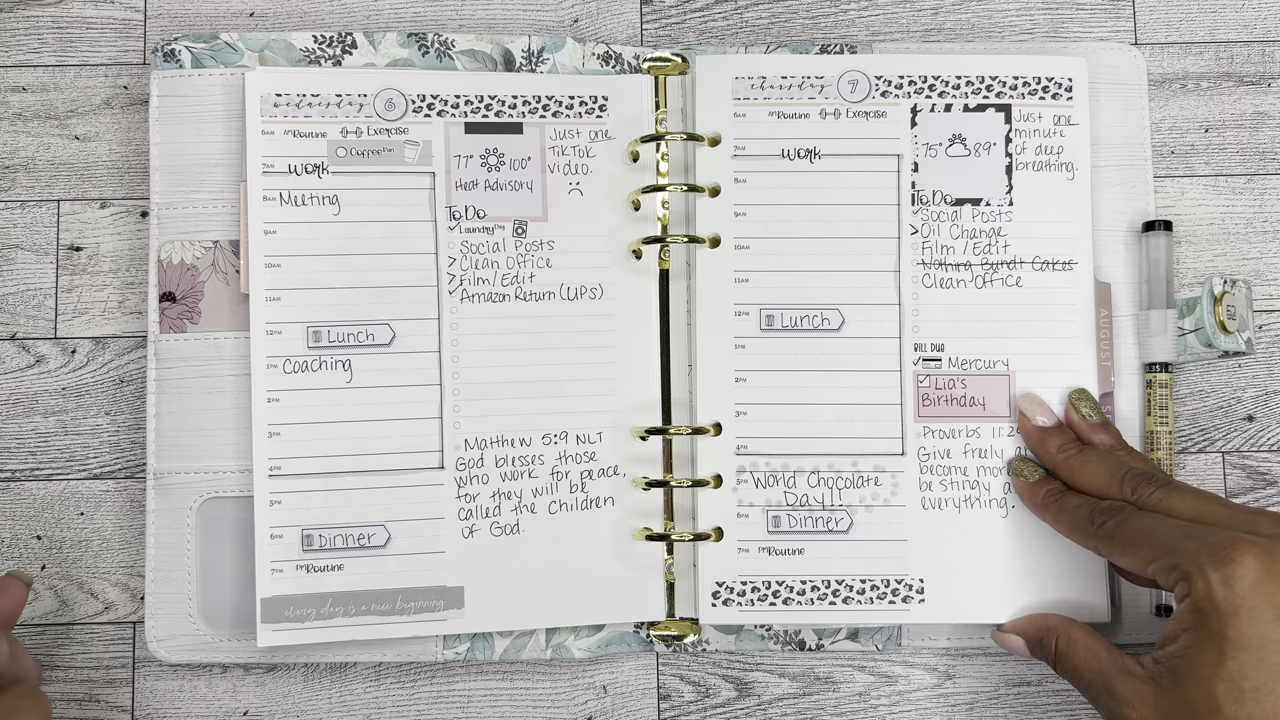 wednesday 6
6AM AM Routine Exercise
Coffee Run
7AM Work
8AM Meeting
9AM
10AM
11AM
12PM Lunch
1PM Coaching
2PM
3PM
4PM
5PM
6PM Dinner
7PM PM Routine
every day is a new beginning
77° 100°
Heat Advisory
Just one
TikTok
video.
To Do
Laundry Day
Social Posts
Clean Office
Film/Edit
Amazon Return (UPS)
Matthew 5:9 NLT
God blesses those
who work for peace,
for they will be
called the children
of God.
thursday 7
6AM AM Routine Exercise
7AM Work
8AM
9AM
10AM
11AM
12PM Lunch
1PM
2PM
3PM
4PM
5PM World Chocolate
Day!!
6PM Dinner
7PM PM Routine
75° 89°
Just one
minute
of deep
breathing.
To Do
Social Posts
Oil Change
Film/Edit
Nothing Bundt Cakes
Clean Office
Bill Due
Mercury
Lia's
Birthday
Proverbs 11:24
Give freely
become
be stingy
everything.
AUGUST
0.35